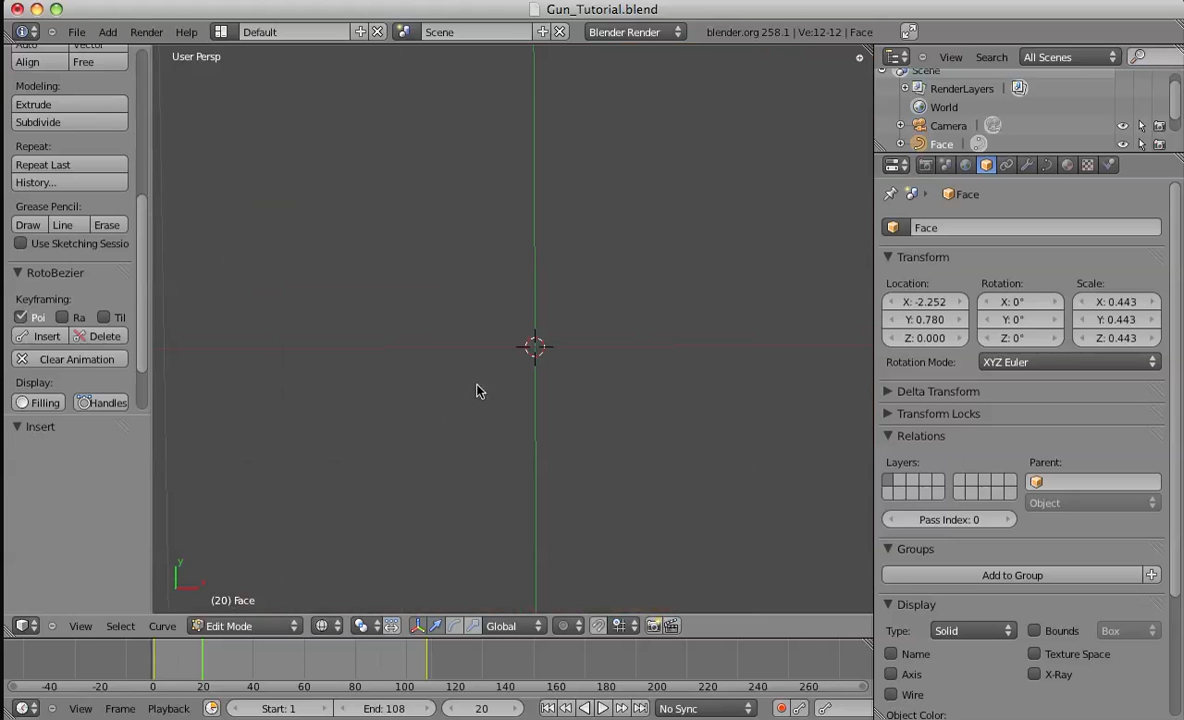 Gun_Tutorial.blend
File Add Render Help Default Scene Blender Render blender.org 258.1 | Ve:12-12 | Face
Auto Vector
Align Free
Modeling:
Extrude
Subdivide
Repeat:
Repeat Last
History...
Grease Pencil:
Draw Line Erase
Use Sketching Sessio
RotoBezier
Keyframing:
Poi Ra Til
Insert Delete
Clear Animation
Display:
Filling Handles
Insert
User Persp
y
(20) Face
View Select Curve Edit Mode Global
-40 -20 0 20 40 60 80 100 120 140 160 180 200 220 240 260
View Frame Playback Start: 1 End: 108 20 No Sync
View Search All Scenes
Scene
RenderLayers
World
Camera
Face
Face
Face
Transform
Location: Rotation: Scale:
X: -2.252 X: 0° X: 0.443
Y: 0.780 Y: 0° Y: 0.443
Z: 0.000 Z: 0° Z: 0.443
Rotation Mode: XYZ Euler
Delta Transform
Transform Locks
Relations
Layers: Parent:
Object
Pass Index: 0
Groups
Add to Group
Display
Type: Solid Bounds Box
Name Texture Space
Axis X-Ray
Wire
Object Color: